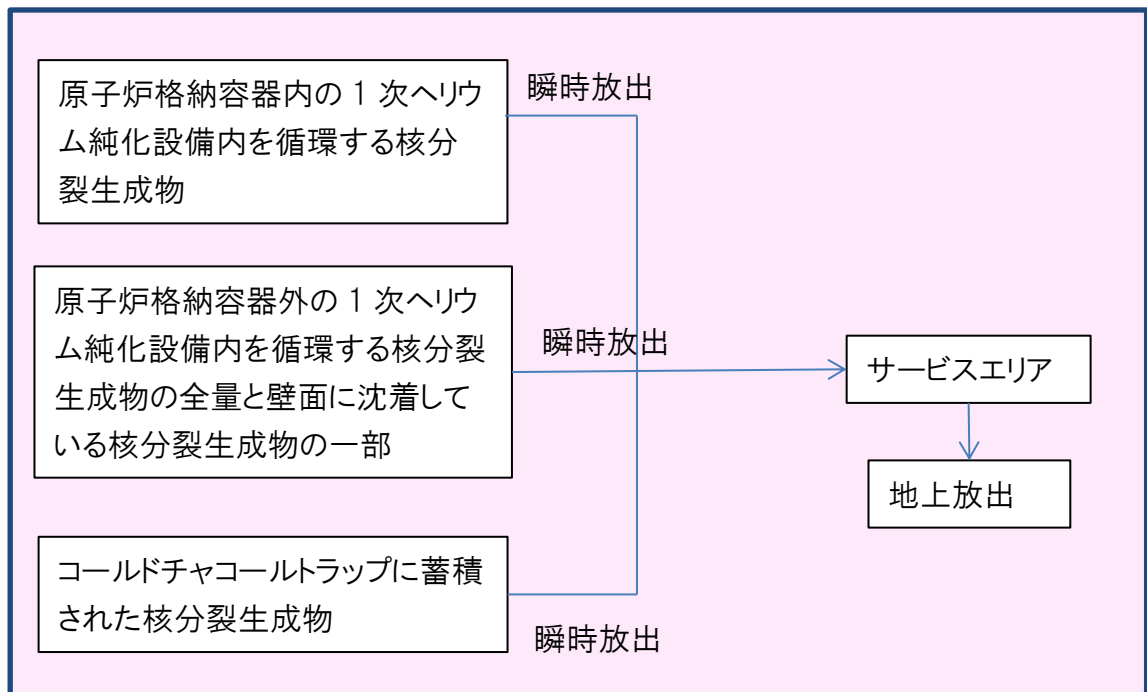 原子炉格納容器内の 1 次ヘリウ
ム純化設備内を循環する核分
裂生成物
瞬時放出
原子炉格納容器外の 1 次ヘリウ
ム純化設備内を循環する核分裂
生成物の全量と壁面に沈着して
いる核分裂生成物の一部
瞬時放出
サービスエリア
地上放出
コールドチャコールトラップに蓄積
された核分裂生成物
瞬時放出